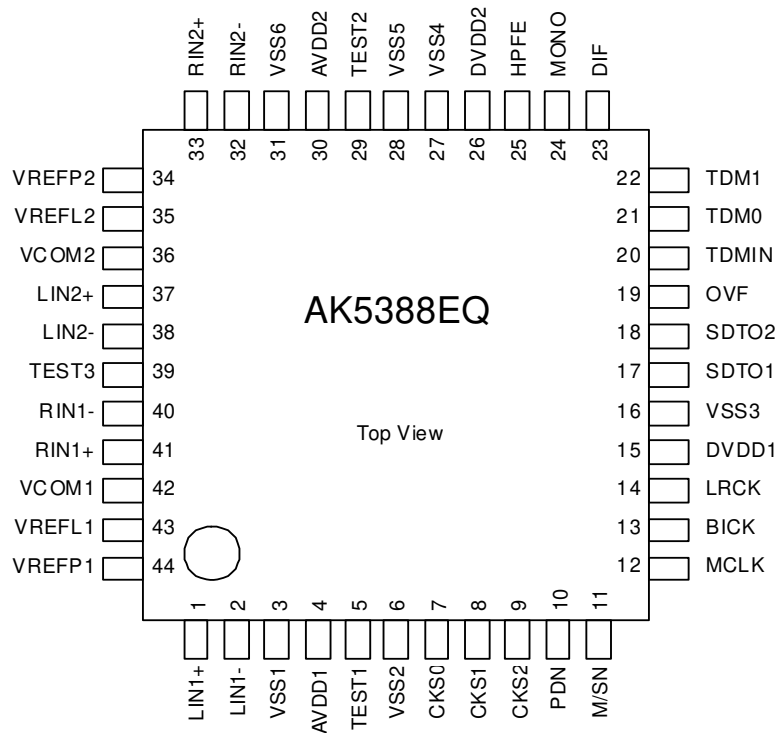 RIN2+
RIN2-
VSS6
AVDD2
TEST2
VSS5
VSS4
DVDD2
HPFE
MONO
DIF
33
32
31
30
29
28
27
26
25
24
23
VREFP2 34
VREFL2 35
VCOM2 36
LIN2+ 37
LIN2- 38
TEST3 39
RIN1- 40
RIN1+ 41
VCOM1 42
VREFL1 43
VREFP1 44
AK5388EQ
Top View
22 TDM1
21 TDM0
20 TDMIN
19 OVF
18 SDTO2
17 SDTO1
16 VSS3
15 DVDD1
14 LRCK
13 BICK
12 MCLK
1
2
3
4
5
6
7
8
9
10
11
LIN1+
LIN1-
VSS1
AVDD1
TEST1
VSS2
CKS0
CKS1
CKS2
PDN
M/SN